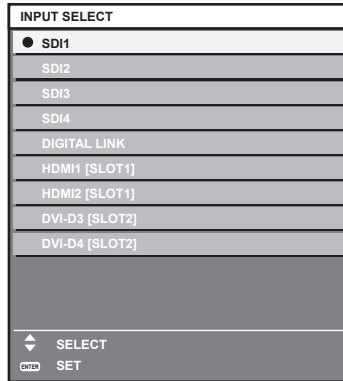 INPUT SELECT
SDI1
SDI2
SDI3
SDI4
DIGITAL LINK
HDMI1 [SLOT1]
HDMI2 [SLOT1]
DVI-D3 [SLOT2]
DVI-D4 [SLOT2]
SELECT
ENTER SET